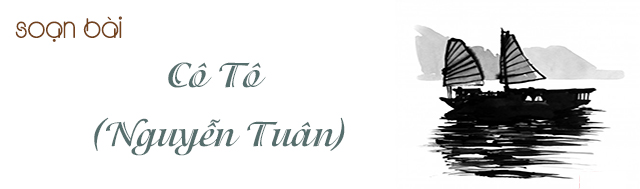 soạn bài
Cô Tô
(Nguyễn Tuân)